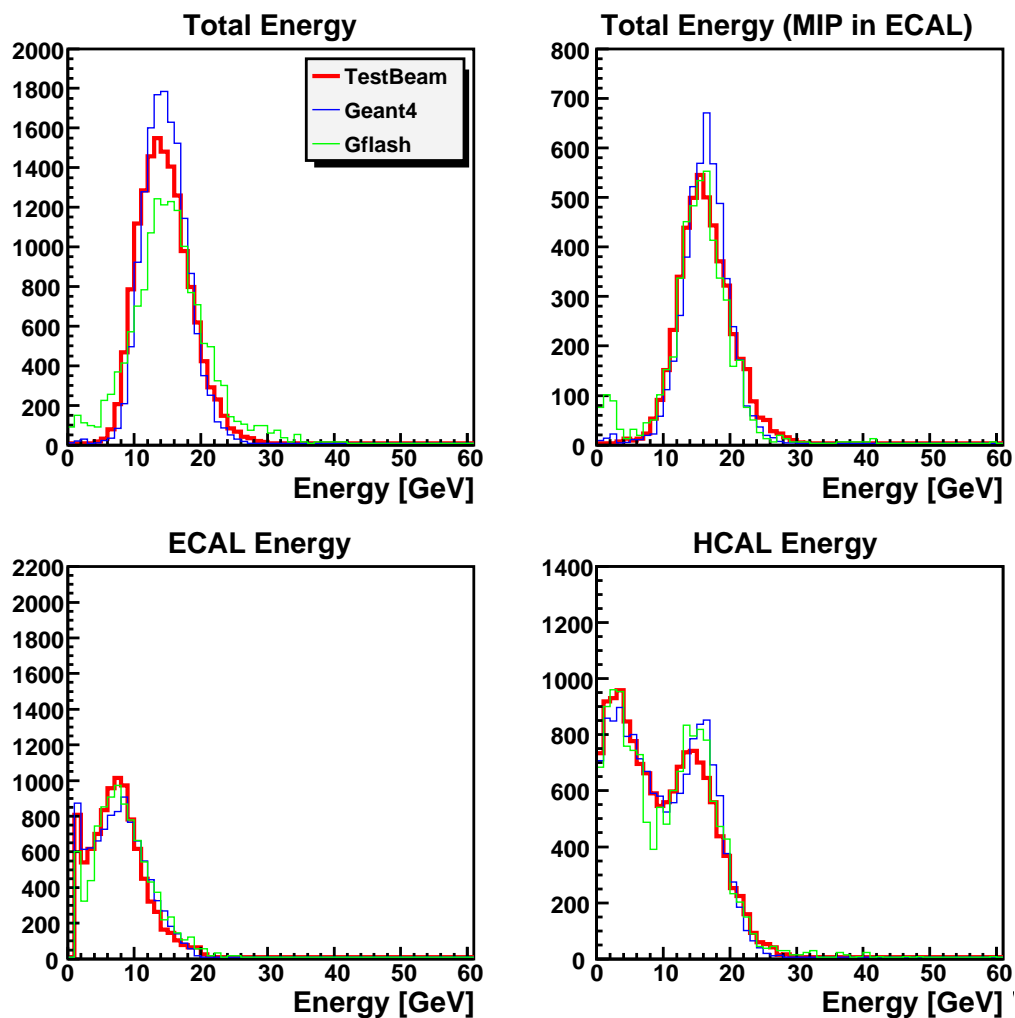 Total Energy
2000
1800
1600
1400
1200
1000
800
600
400
200
0
0 10 20 30 40 50 60
Energy [GeV]
TestBeam
Geant4
Gflash
Total Energy (MIP in ECAL)
800
700
600
500
400
300
200
100
0
0 10 20 30 40 50 60
Energy [GeV]
ECAL Energy
2200
2000
1800
1600
1400
1200
1000
800
600
400
200
0
0 10 20 30 40 50 60
Energy [GeV]
HCAL Energy
1400
1200
1000
800
600
400
200
0
0 10 20 30 40 50 60
Energy [GeV]